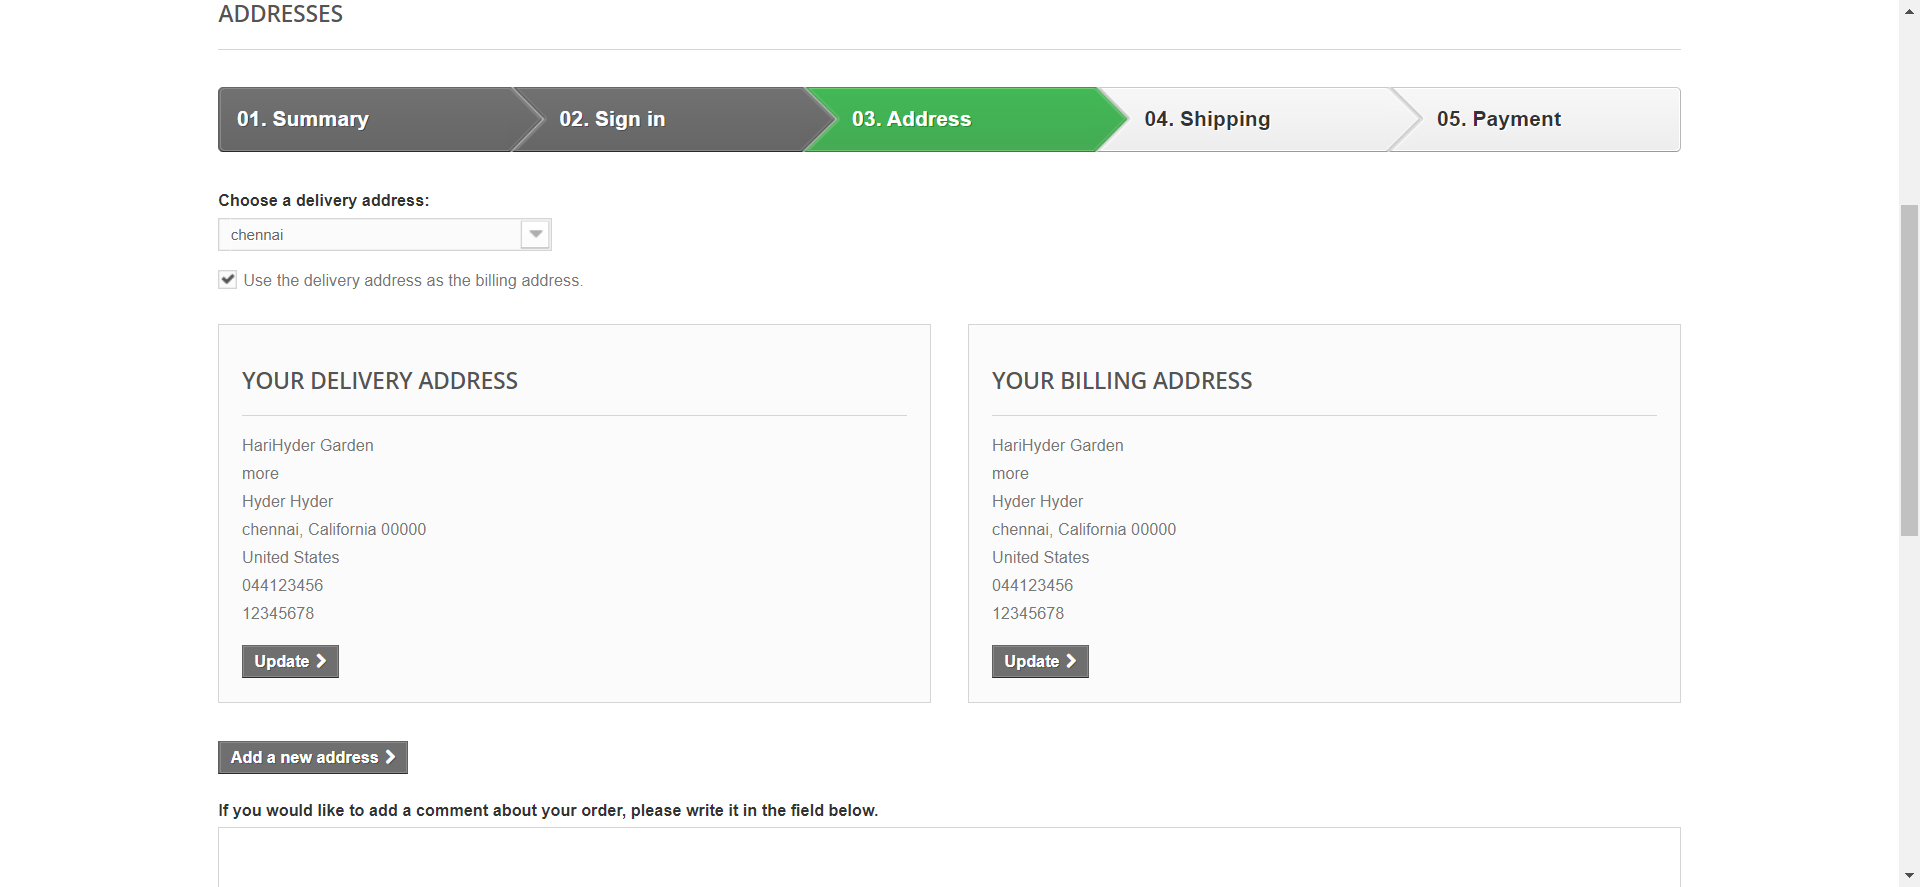 ADDRESSES
01. Summary
02. Sign in
03. Address
04. Shipping
05. Payment
Choose a delivery address:
chennai
Use the delivery address as the billing address.
YOUR DELIVERY ADDRESS
HariHyder Garden
more
Hyder Hyder
chennai, California 00000
United States
044123456
12345678
Update
YOUR BILLING ADDRESS
HariHyder Garden
more
Hyder Hyder
chennai, California 00000
United States
044123456
12345678
Update
Add a new address
If you would like to add a comment about your order, please write it in the field below.